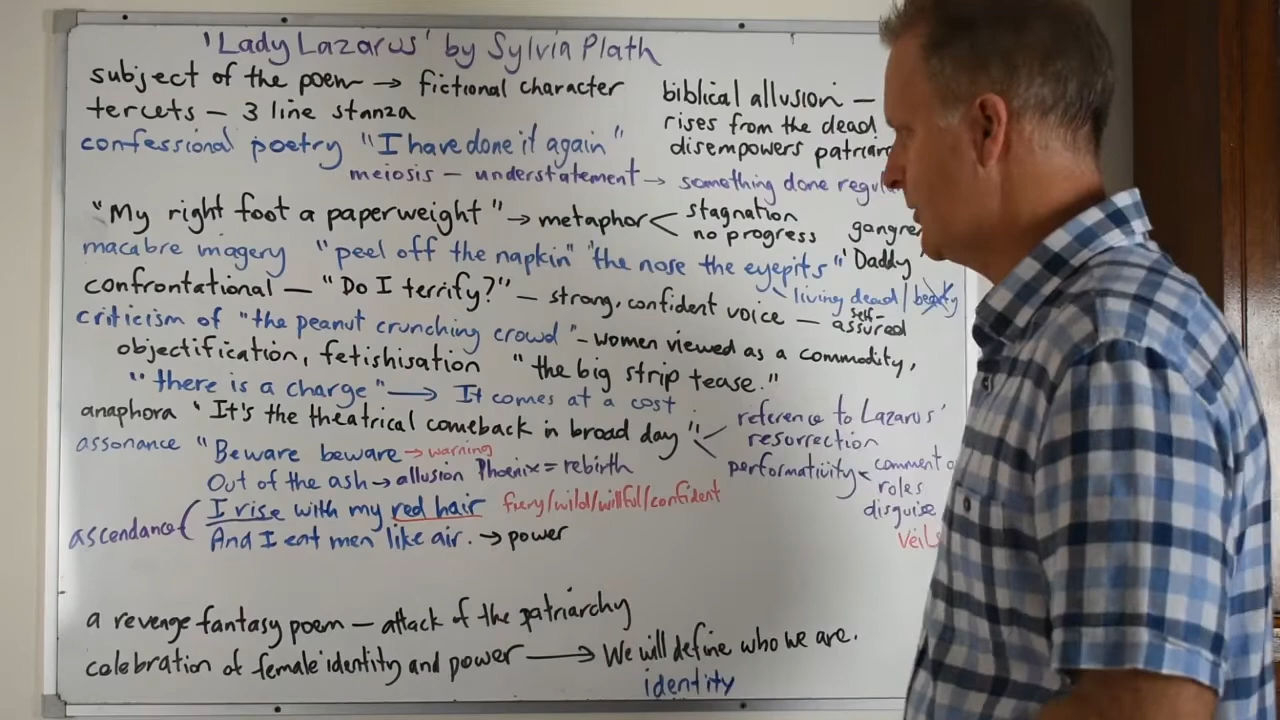 'Lady Lazarus' by Sylvia Plath
subject of the poem → fictional character
tercets – 3 line stanza
biblical allusion –
rises from the dead
disempowers patriar
confessional poetry "I have done it again"
meiosis – understatement → something done regul
"My right foot a paperweight" → metaphor < stagnation
no progress
gangre
macabre imagery "peel off the napkin" "the nose the eyepits"
"Daddy"
living dead / beauty
confrontational – "Do I terrify?" – strong, confident voice – self-assured
criticism of "the peanut crunching crowd" – women viewed as a commodity,
objectification, fetishisation "the big strip tease."
"there is a charge" → It comes at a cost
anaphora "It's the theatrical comeback in broad day"
reference to Lazarus'
resurrection
performativity < comment o
roles
disguise
Veils
assonance "Beware beware → warning
Out of the ash → allusion Phoenix = rebirth
ascendance ( I rise with my red hair fiery/wild/willful/confident
And I eat men like air. → power
a revenge fantasy poem – attack of the patriarchy
celebration of female identity and power → We will define who we are.
identity